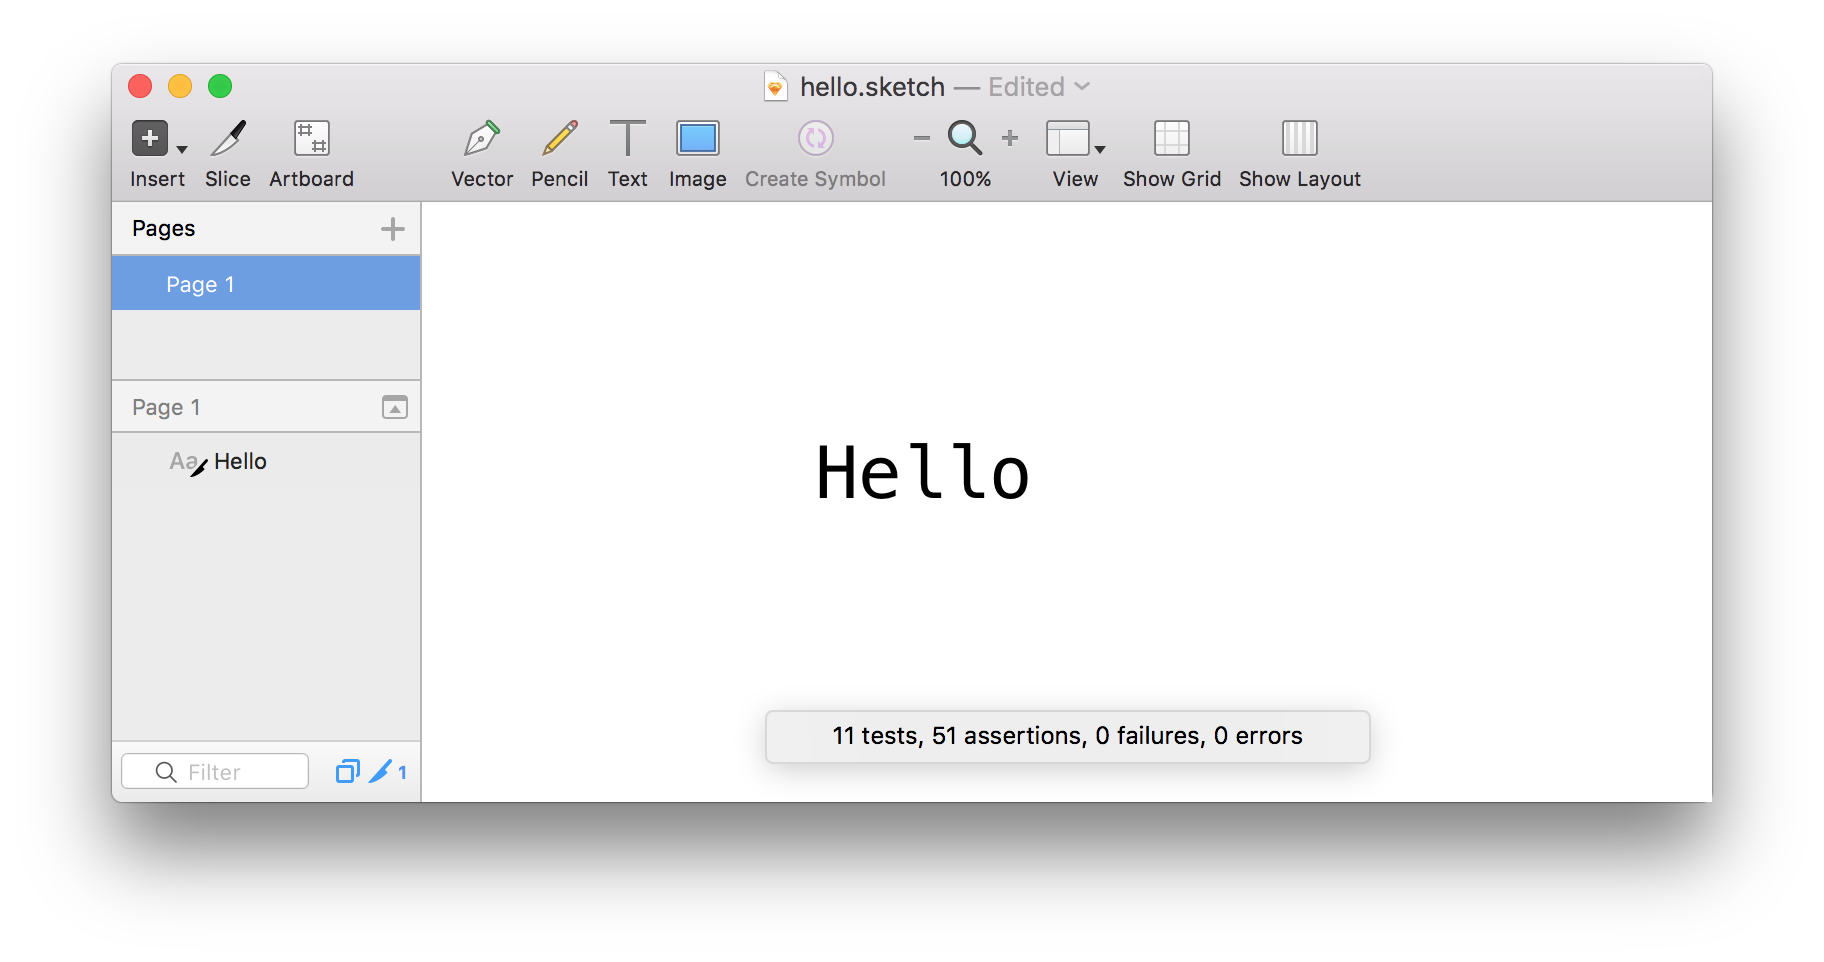 hello.sketch — Edited
Insert Slice Artboard Vector Pencil Text Image Create Symbol 100% View Show Grid Show Layout
Pages
Page 1
Page 1
Aa Hello
Hello
11 tests, 51 assertions, 0 failures, 0 errors
Filter 1